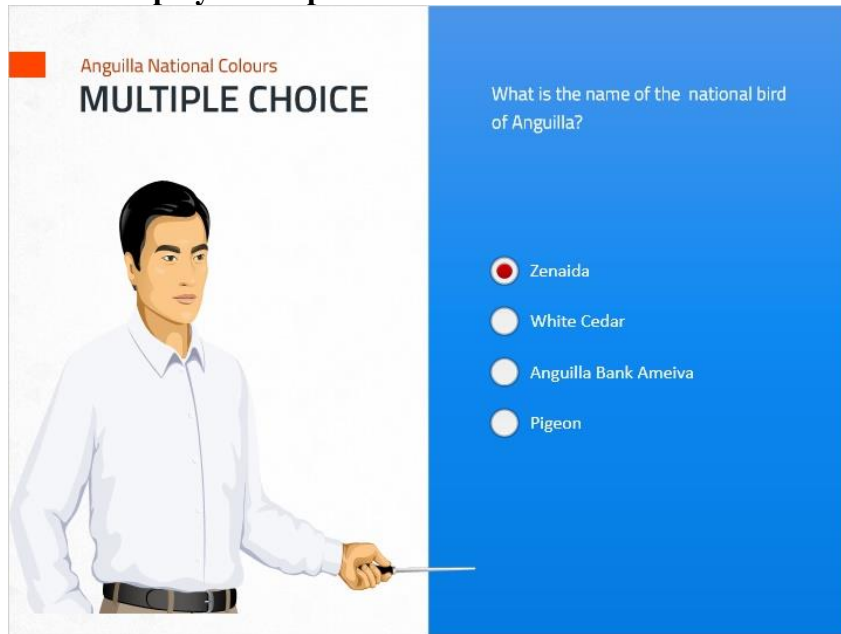 Anguilla National Colours
MULTIPLE CHOICE
What is the name of the national bird
of Anguilla?
Zenaida
White Cedar
Anguilla Bank Ameiva
Pigeon